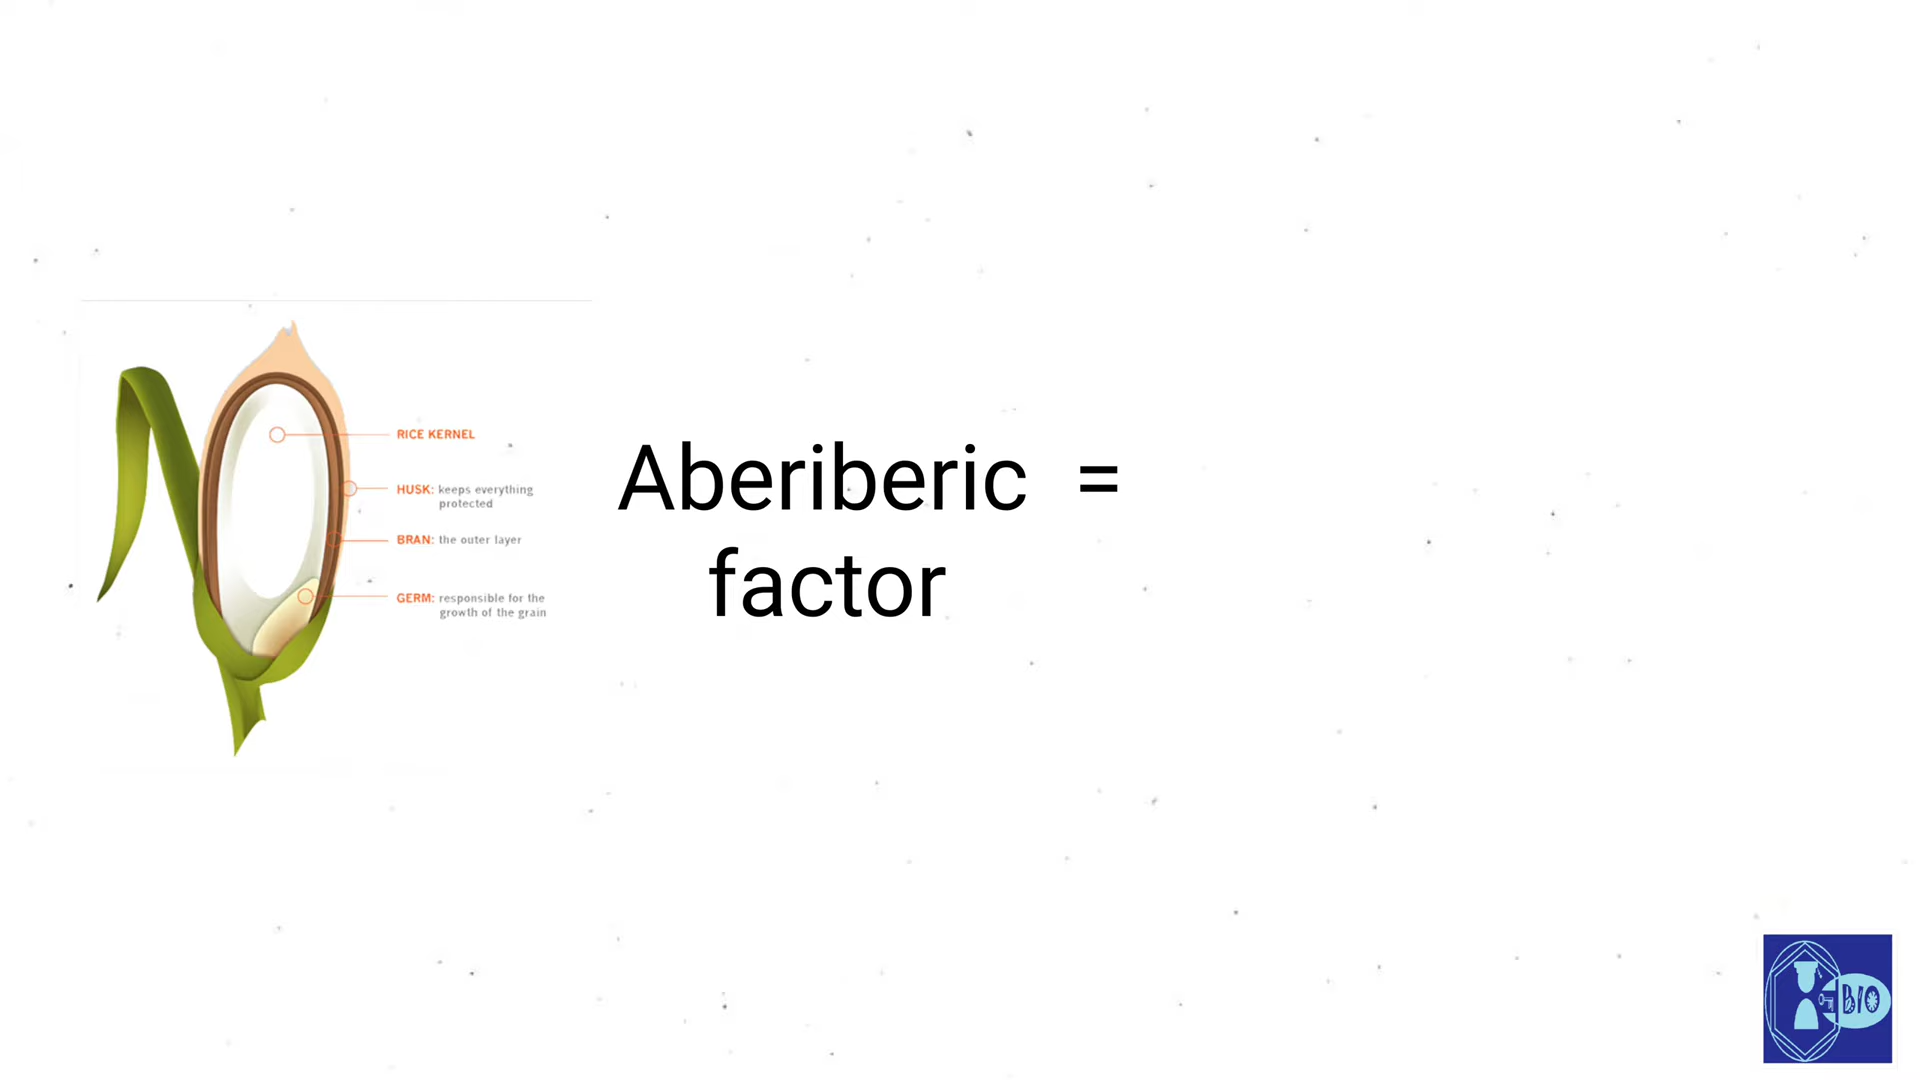 RICE KERNEL
HUSK: keeps everything
protected
BRAN: the outer layer
GERM: responsible for the
growth of the grain
Aberiberic =
factor
BIO